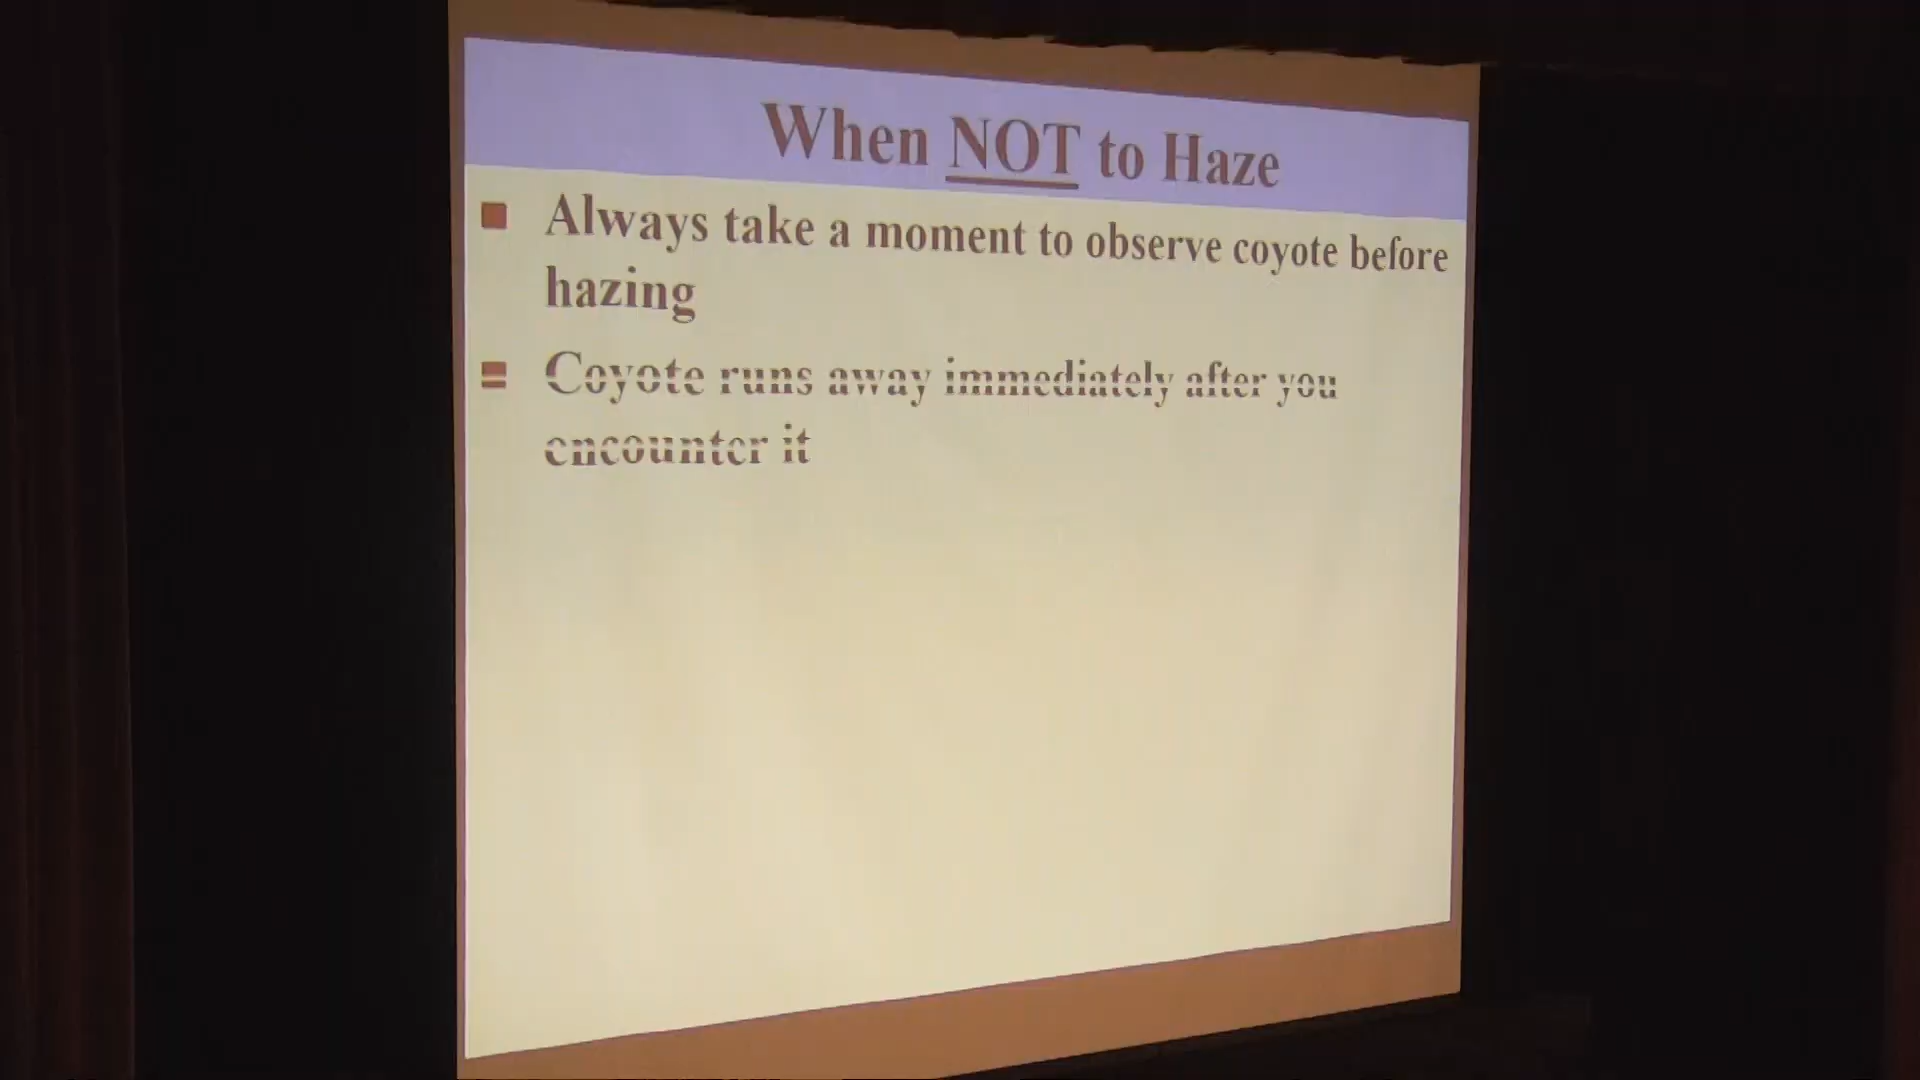 When NOT to Haze
Always take a moment to observe coyote before
hazing
Coyote runs away immediately after you
encounter it